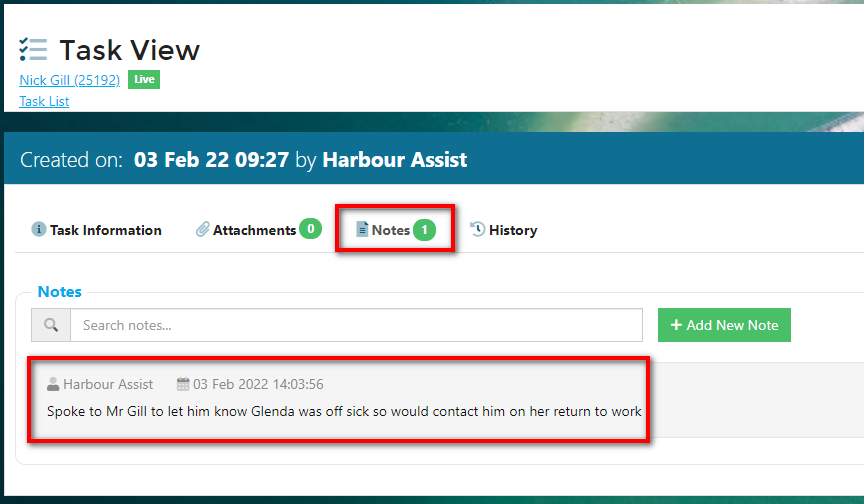 Task View
Nick Gill (25192) Live
Task List
Created on: 03 Feb 22 09:27 by Harbour Assist
Task Information Attachments 0 Notes 1 History
Notes
Search notes... + Add New Note
Harbour Assist 03 Feb 2022 14:03:56
Spoke to Mr Gill to let him know Glenda was off sick so would contact him on her return to work